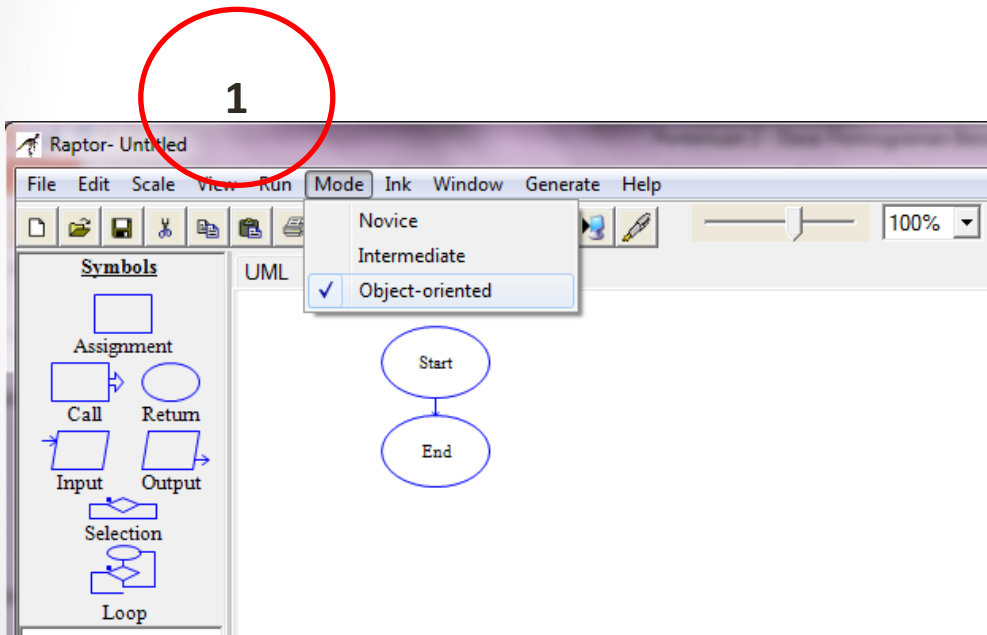 1
Raptor- Untitled
File Edit Scale View Run Mode Ink Window Generate Help
Novice
Intermediate
Object-oriented
100%
Symbols
UML
Assignment
Call Return
Input Output
Selection
Loop
Start
End